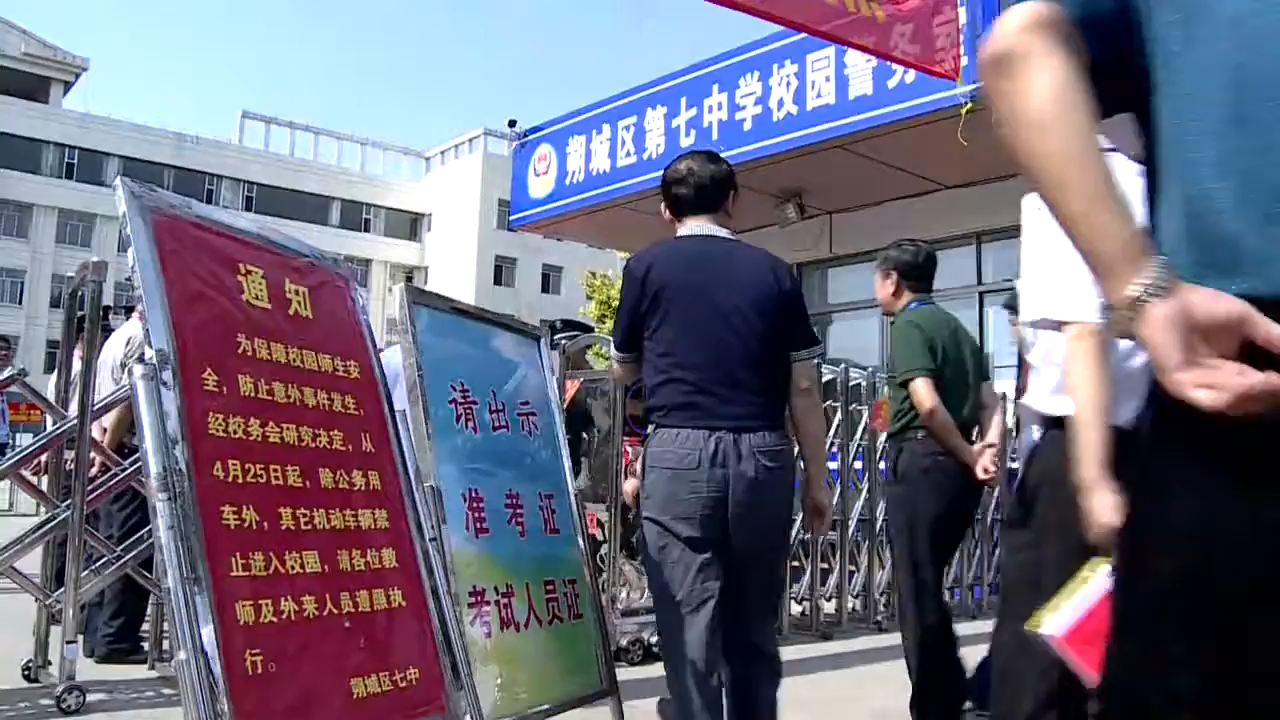 朔城区第七中学校园警务室
通知
为保障校园师生安
全，防止意外事件发生，
经校务会研究决定，从
4月25日起，除公务用
车外，其它机动车辆禁
止进入校园，请各位教
师及外来人员遵照执
行。
朔城区七中
请出示
准考证
考试人员证